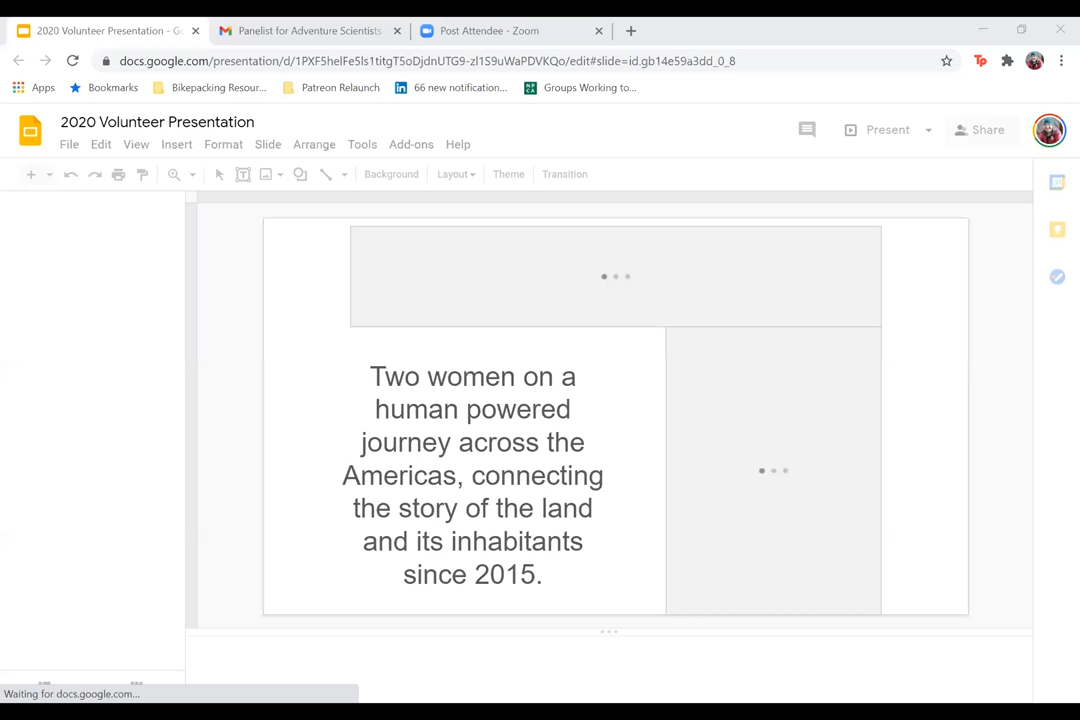 2020 Volunteer Presentation - Go
Panelist for Adventure Scientists
Post Attendee - Zoom
docs.google.com/presentation/d/1PXF5helFe5ls1titgT5oDjdnUTG9-zl1S9uWaPDVKQo/edit#slide=id.gb14e59a3dd_0_8
Apps
Bookmarks
Bikepacking Resour...
Patreon Relaunch
66 new notification...
Groups Working to...
2020 Volunteer Presentation
Present
Share
File Edit View Insert Format Slide Arrange Tools Add-ons Help
Background Layout Theme Transition
Two women on a
human powered
journey across the
Americas, connecting
the story of the land
and its inhabitants
since 2015.
Waiting for docs.google.com...